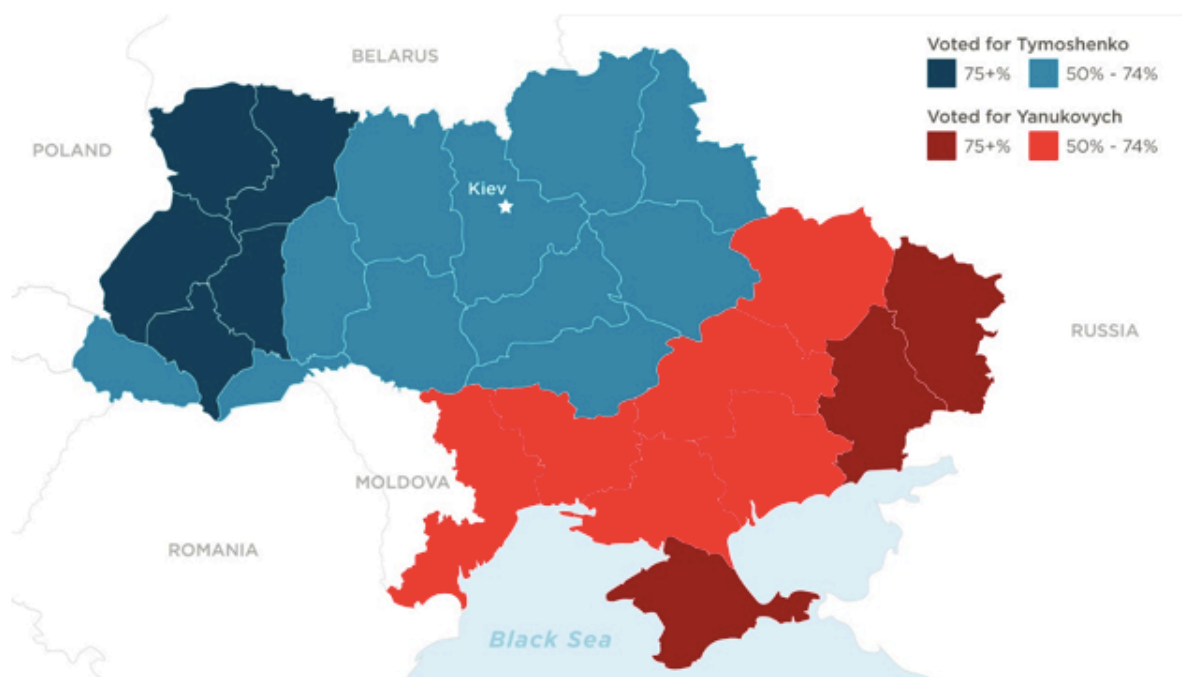 BELARUS
Voted for Tymoshenko
75+% 50% - 74%
Voted for Yanukovych
75+% 50% - 74%
POLAND
Kiev
RUSSIA
MOLDOVA
ROMANIA
Black Sea